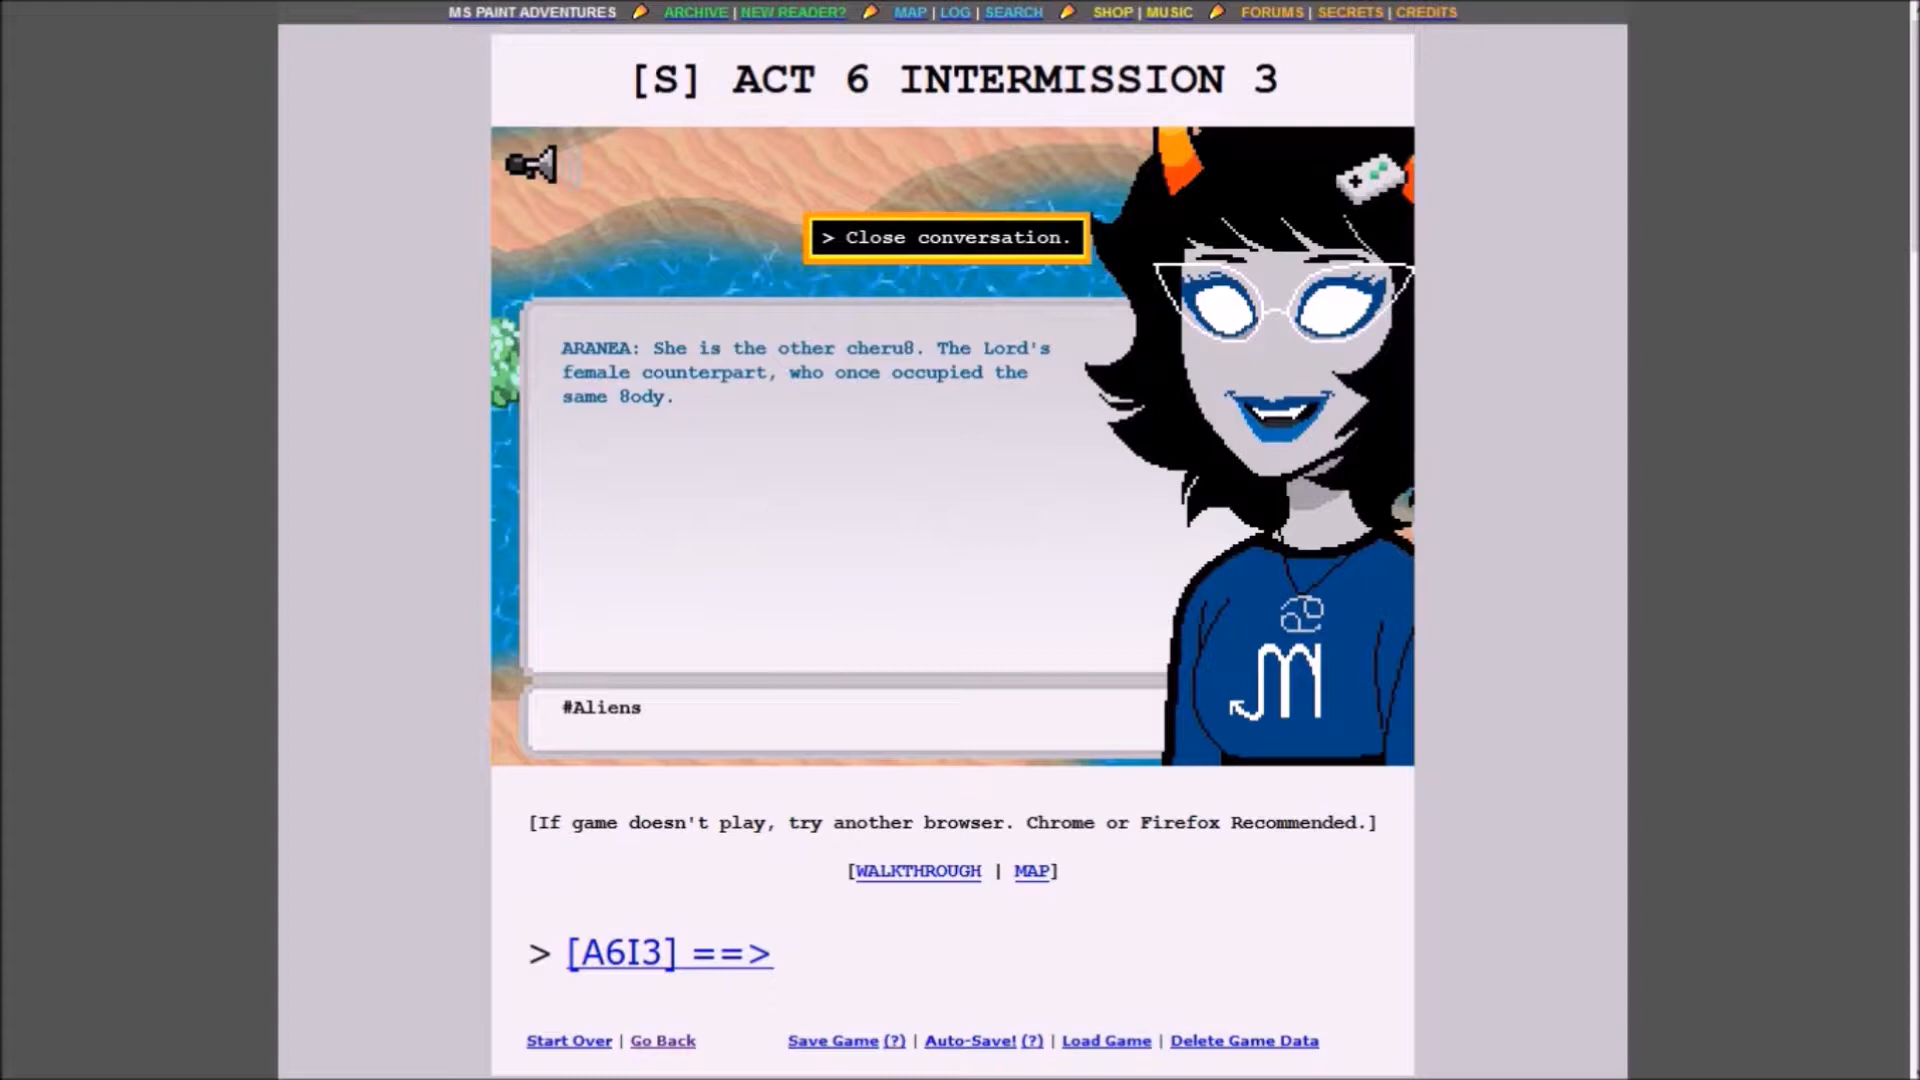 MS PAINT ADVENTURES ARCHIVE | NEW READER? MAP | LOG | SEARCH SHOP | MUSIC FORUMS | SECRETS | CREDITS
[S] ACT 6 INTERMISSION 3
> Close conversation.
ARANEA: She is the other cheru8. The Lord's
female counterpart, who once occupied the
same 8ody.
#Aliens
[If game doesn't play, try another browser. Chrome or Firefox Recommended.]
[WALKTHROUGH | MAP]
> [A6I3] ==>
Start Over | Go Back Save Game (?) | Auto-Save! (?) | Load Game | Delete Game Data